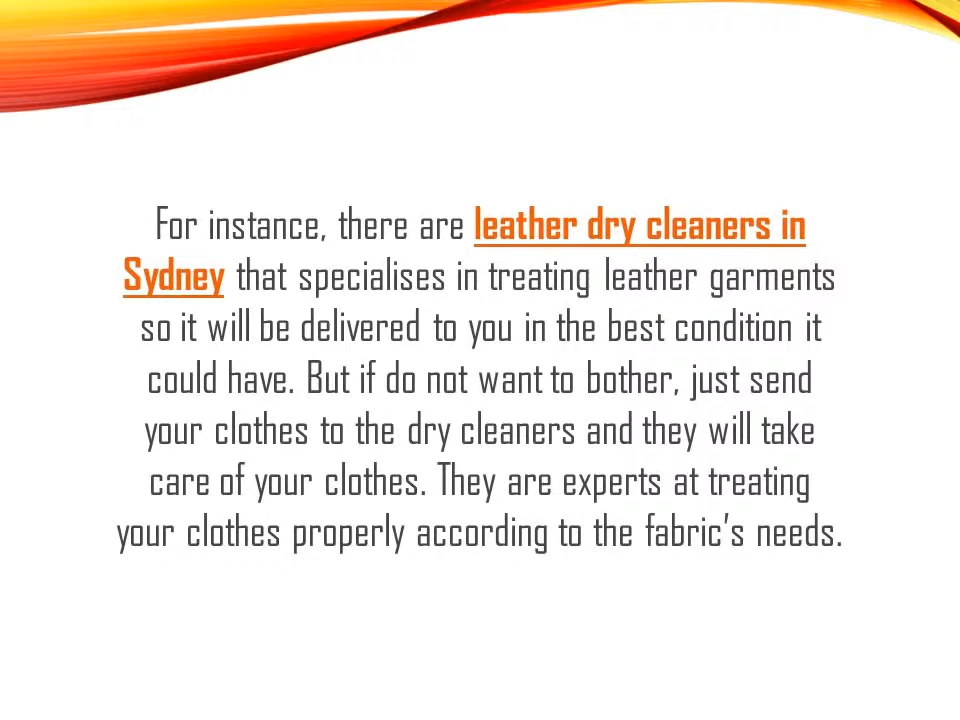 For instance, there are leather dry cleaners in
Sydney that specialises in treating leather garments
so it will be delivered to you in the best condition it
could have. But if do not want to bother, just send
your clothes to the dry cleaners and they will take
care of your clothes. They are experts at treating
your clothes properly according to the fabric’s needs.